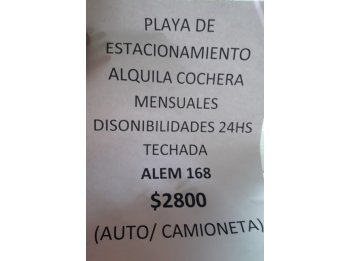 PLAYA DE
ESTACIONAMIENTO
ALQUILA COCHERA
MENSUALES
DISONIBILIDADES 24HS
TECHADA
ALEM 168
$2800
(AUTO/ CAMIONETA)